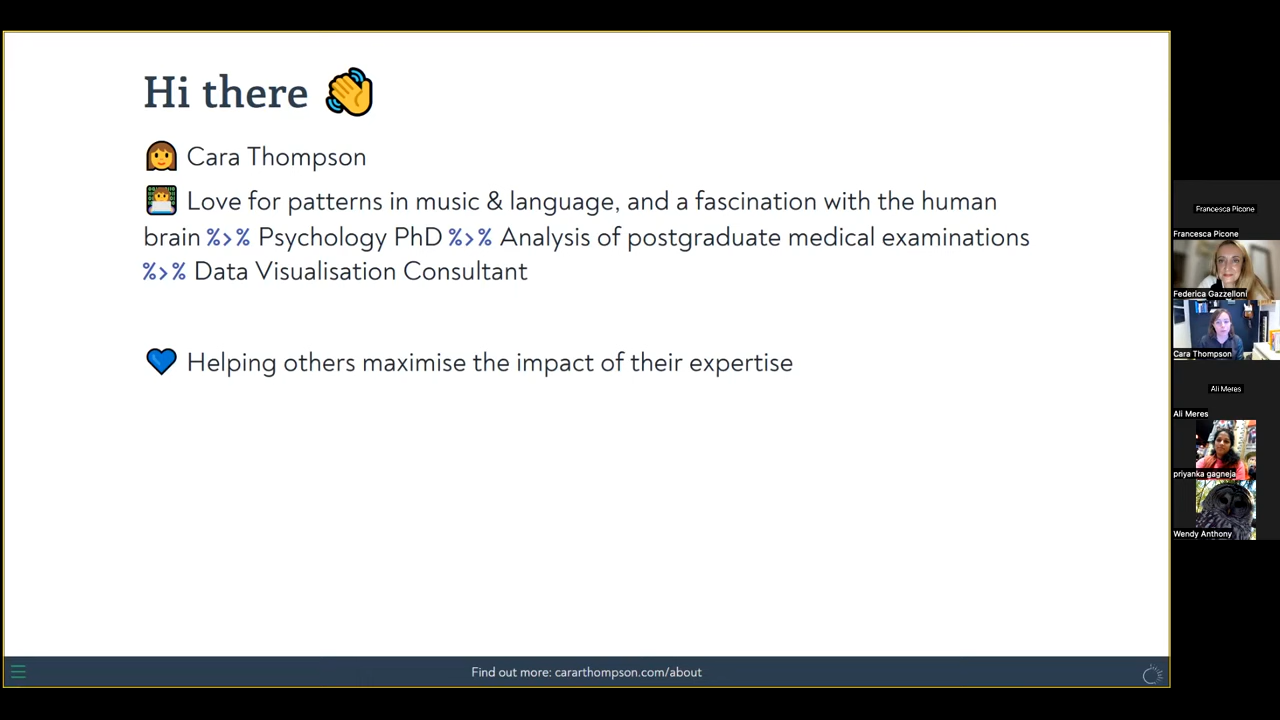 Hi there
Cara Thompson
Love for patterns in music & language, and a fascination with the human
brain %>% Psychology PhD %>% Analysis of postgraduate medical examinations
%>% Data Visualisation Consultant
Helping others maximise the impact of their expertise
Find out more: cararthompson.com/about
Francesca Picone
Francesca Picone
Federica Gazzelloni
Cara Thompson
Ali Meres
Ali Meres
priyanka gagneja
Wendy Anthony